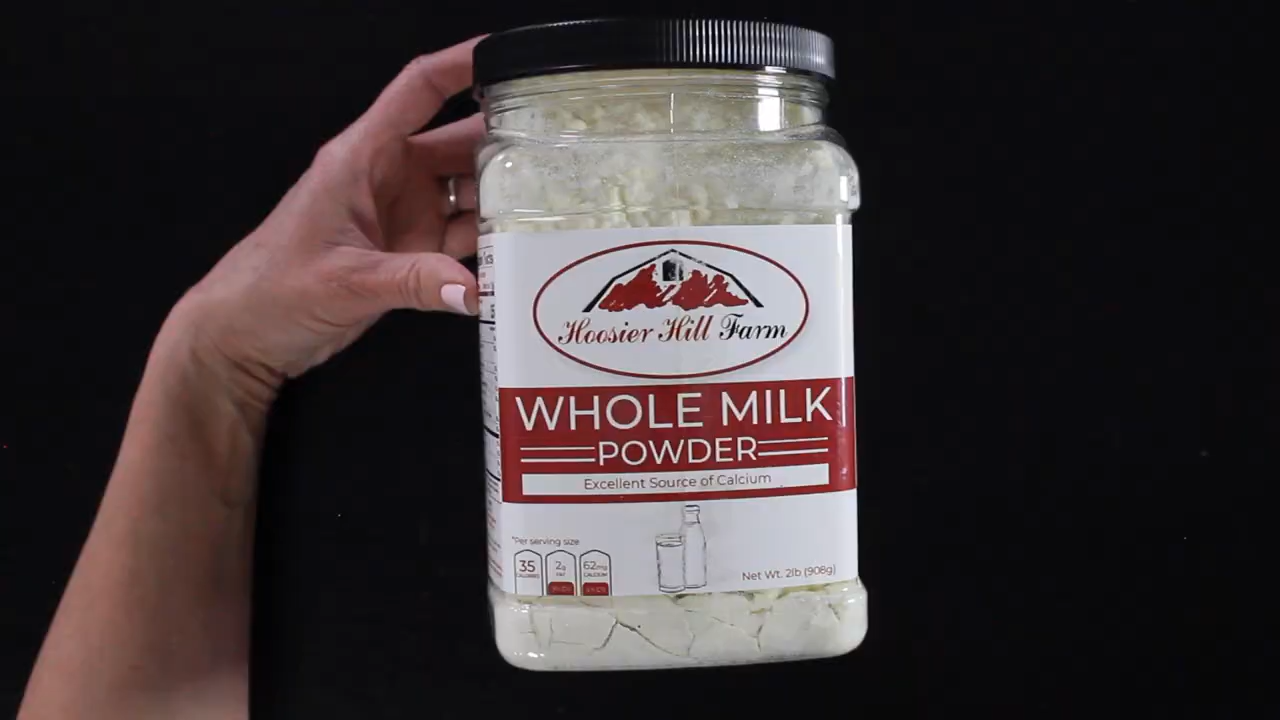 Hoosier Hill Farm
WHOLE MILK
POWDER
Excellent Source of Calcium
*Per serving size
35 CALORIES
2g FAT
62mg CALCIUM
Net Wt. 2lb (908g)